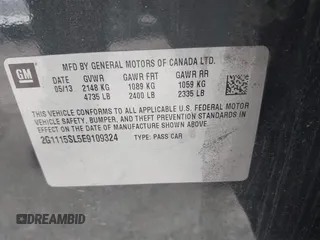 GM
MFD BY GENERAL MOTORS OF CANADA LTD.
DATE GVWR GAWR FRT GAWR RR
05/13 2148 KG 1089 KG 1059 KG
4735 LB 2400 LB 2335 LB
THIS VEHICLE CONFORMS TO ALL APPLICABLE U.S. FEDERAL MOTOR
VEHICLE SAFETY, BUMPER, AND THEFT PREVENTION STANDARDS
IN EFFECT ON THE DATE OF MANUFACTURE SHOWN ABOVE.
2G1115SL5E9109324 TYPE: PASS CAR
AUTOBIDMASTER